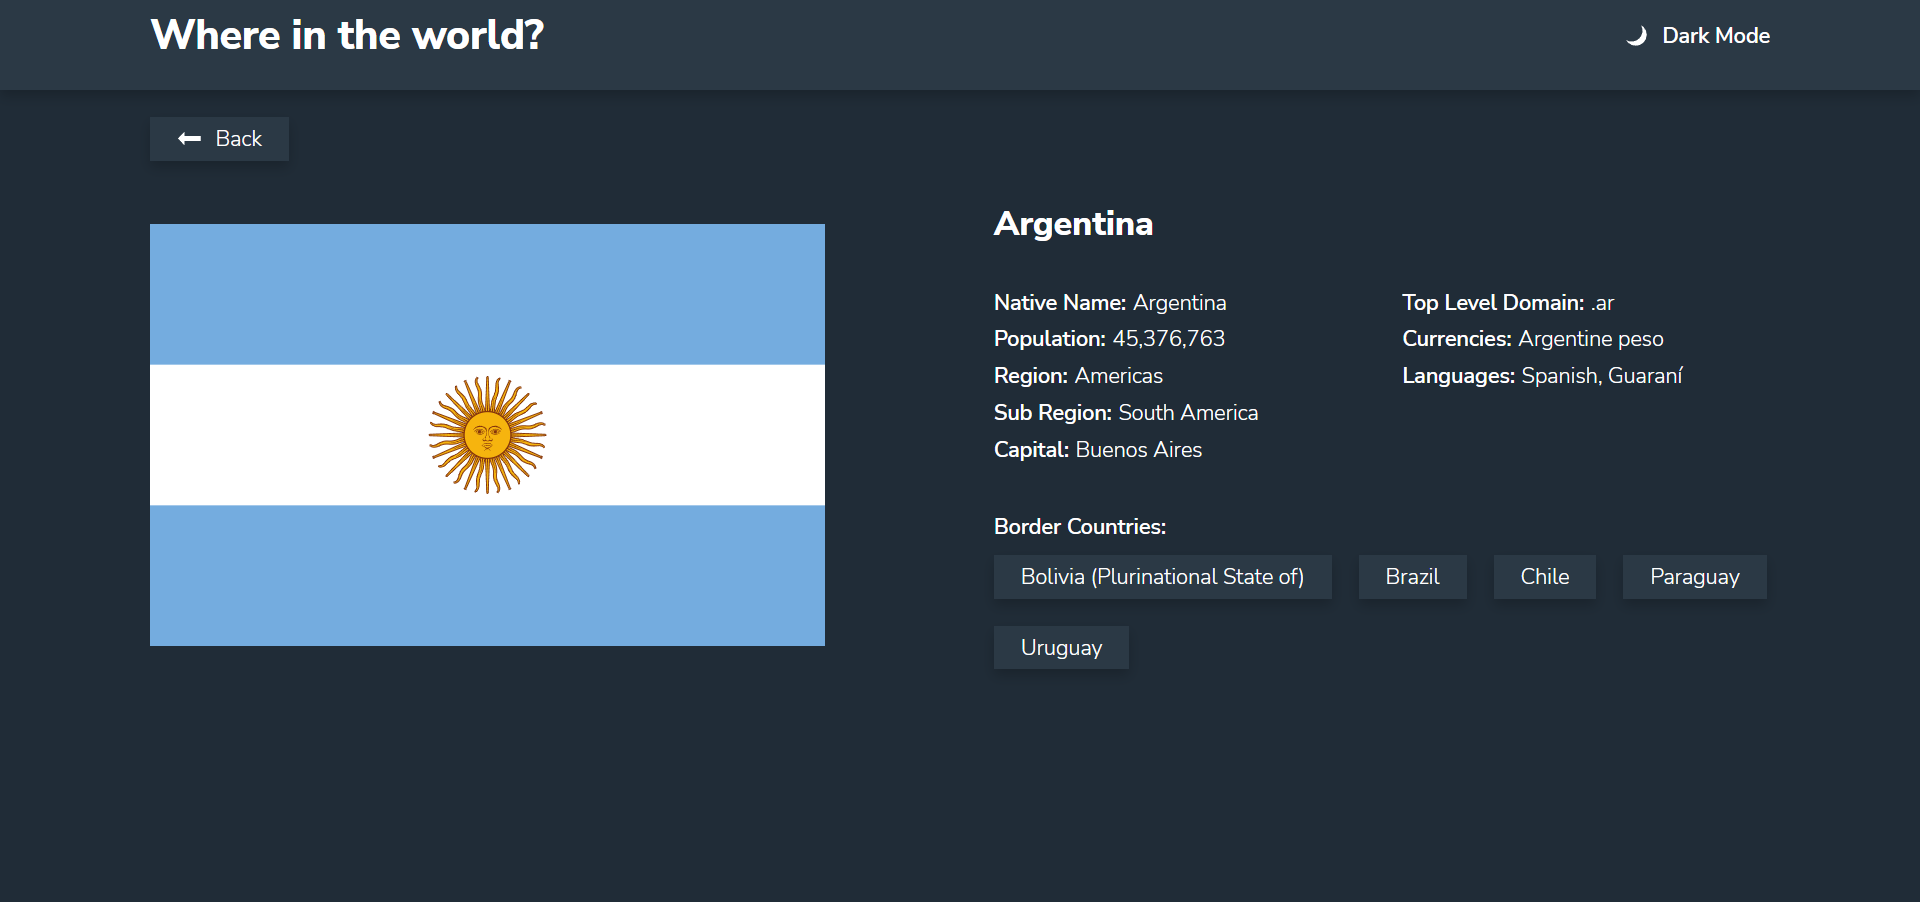 Where in the world?
Dark Mode
Back
Argentina
Native Name: Argentina
Population: 45,376,763
Region: Americas
Sub Region: South America
Capital: Buenos Aires
Top Level Domain: .ar
Currencies: Argentine peso
Languages: Spanish, Guaraní
Border Countries:
Bolivia (Plurinational State of) Brazil Chile Paraguay
Uruguay